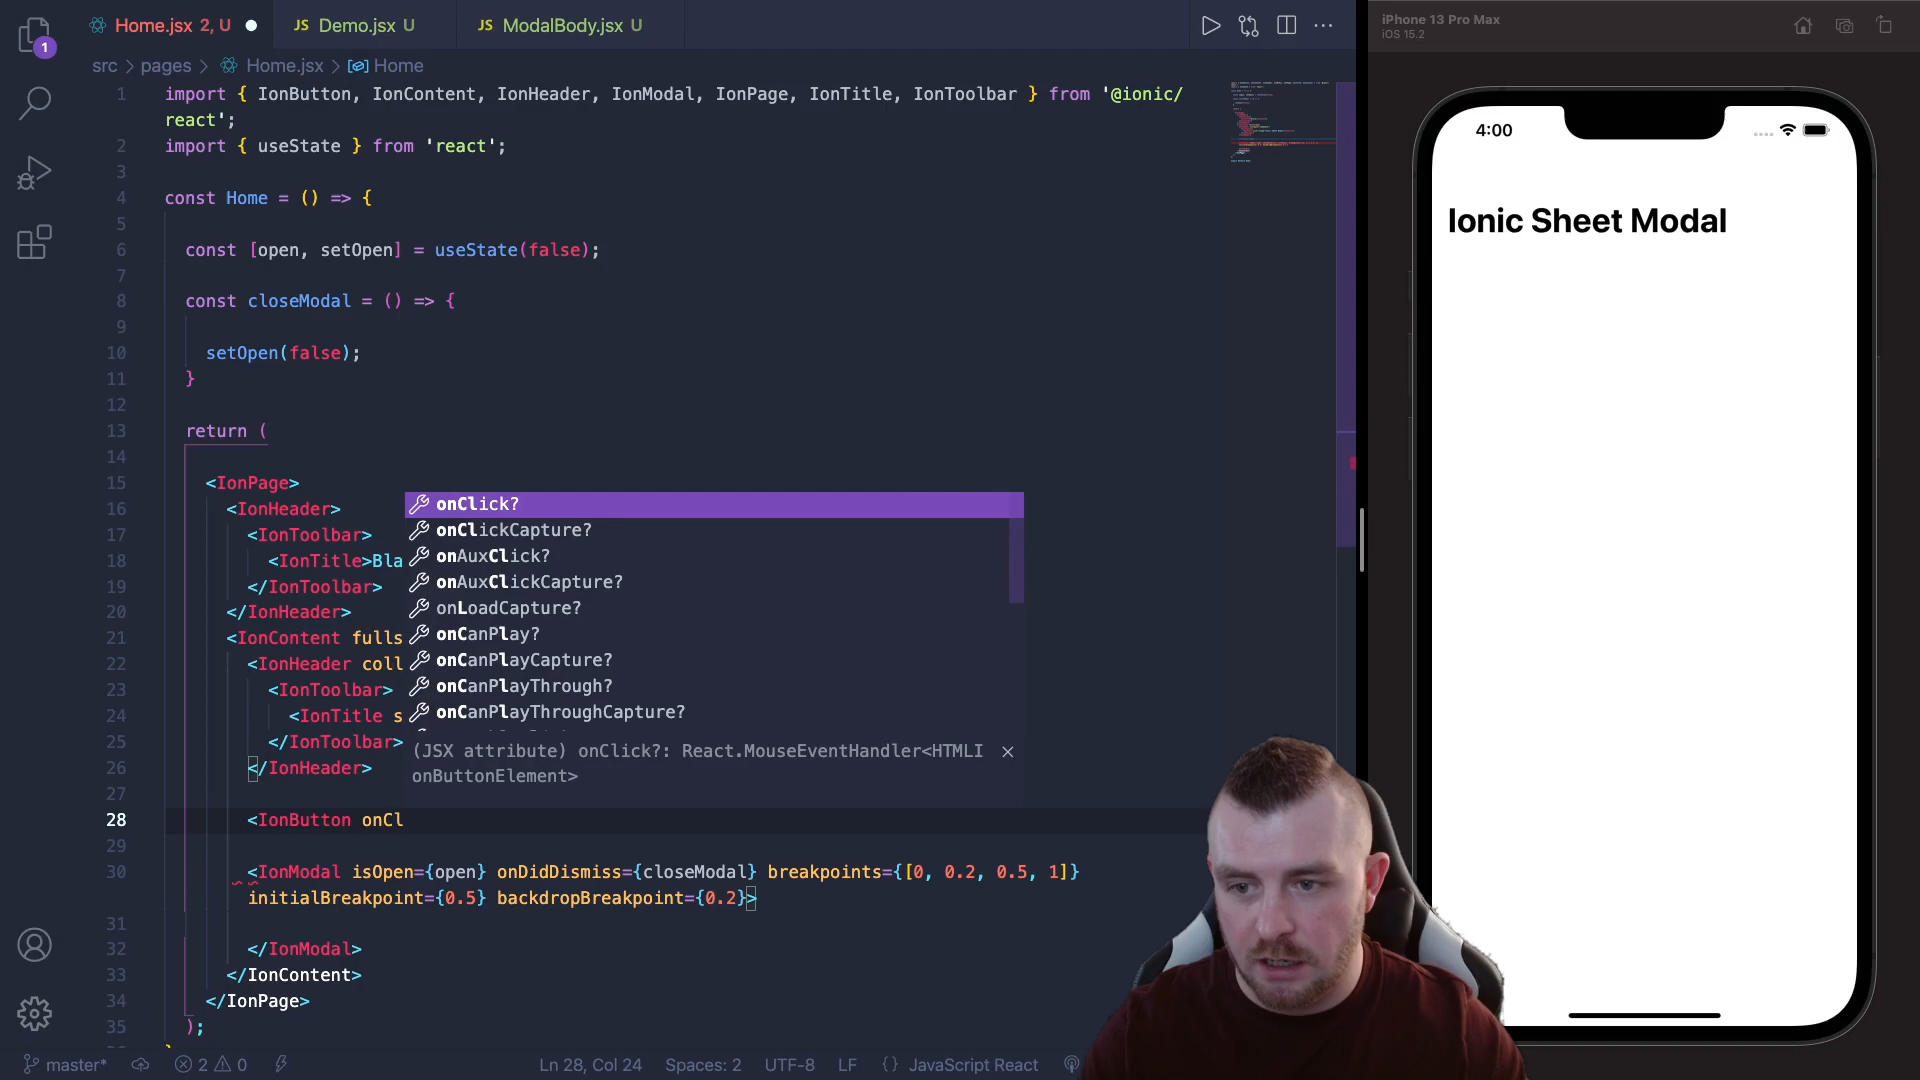 Home.jsx 2, U
JS Demo.jsx U
JS ModalBody.jsx U
iPhone 13 Pro Max
iOS 15.2
1
src > pages > Home.jsx > Home
1 import { IonButton, IonContent, IonHeader, IonModal, IonPage, IonTitle, IonToolbar } from '@ionic/
react';
2 import { useState } from 'react';
3
4 const Home = () => {
5
6 const [open, setOpen] = useState(false);
7
8 const closeModal = () => {
9
10 setOpen(false);
11 }
12
13 return (
14
15 <IonPage>
16 <IonHeader>
17 <IonToolbar>
18 <IonTitle>Bla
19 </IonToolbar>
20 </IonHeader>
21 <IonContent fulls
22 <IonHeader coll
23 <IonToolbar>
24 <IonTitle s
25 </IonToolbar>
26 </IonHeader>
27
28 <IonButton onCl
29
30 <IonModal isOpen={open} onDidDismiss={closeModal} breakpoints={[0, 0.2, 0.5, 1]}
initialBreakpoint={0.5} backdropBreakpoint={0.2}>
31
32 </IonModal>
33 </IonContent>
34 </IonPage>
35 );
onClick?
onClickCapture?
onAuxClick?
onAuxClickCapture?
onLoadCapture?
onCanPlay?
onCanPlayCapture?
onCanPlayThrough?
onCanPlayThroughCapture?
(JSX attribute) onClick?: React.MouseEventHandler<HTMLI
onButtonElement>
4:00
Ionic Sheet Modal
master* 2 0 Ln 28, Col 24 Spaces: 2 UTF-8 LF {} JavaScript React